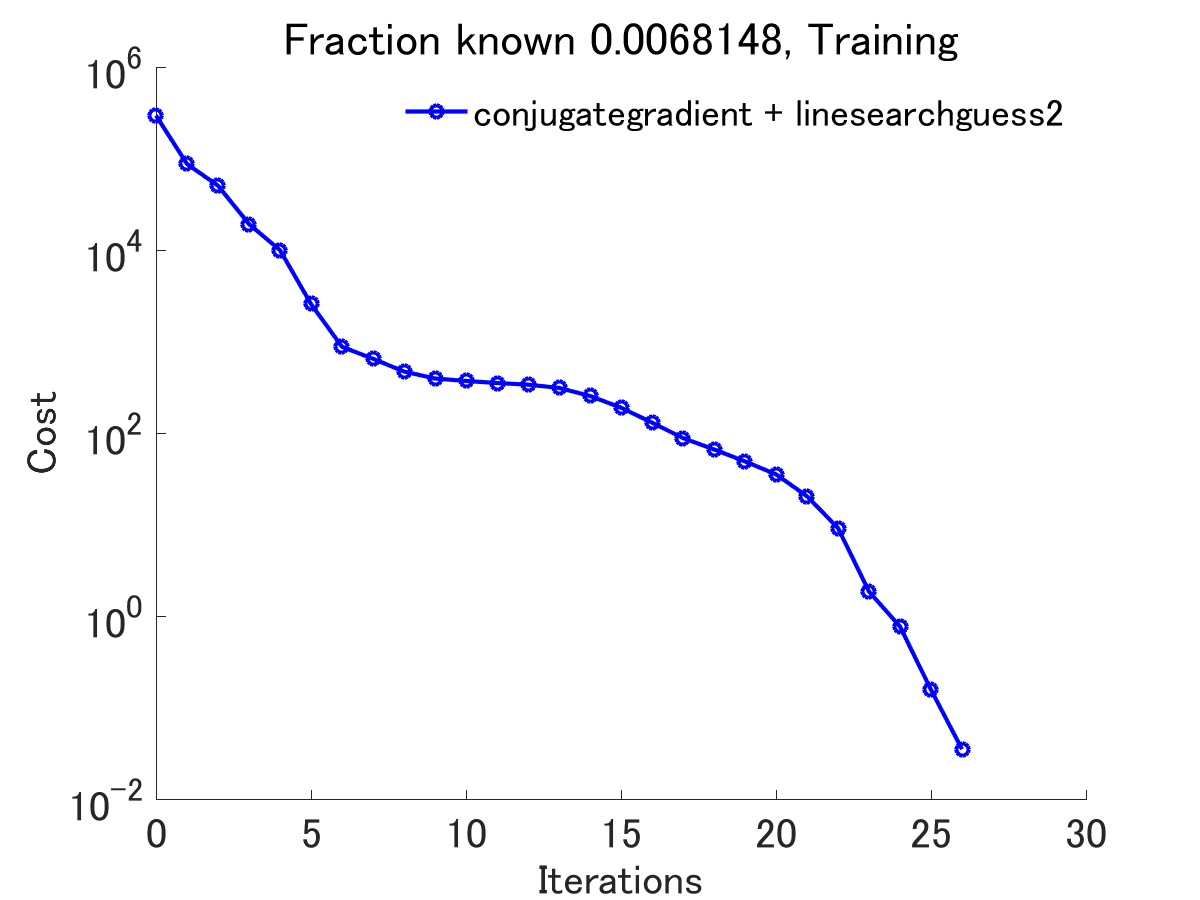 Fraction known 0.0068148, Training
conjugategradient + linesearchguess2
10^6
10^4
10^2
10^0
10^-2
Cost
0 5 10 15 20 25 30
Iterations